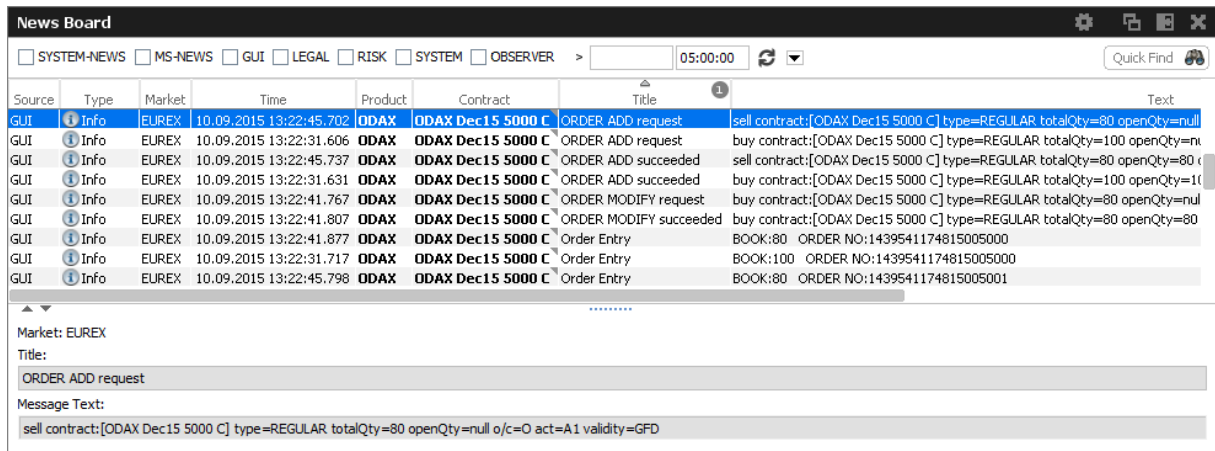 News Board
SYSTEM-NEWS MS-NEWS GUI LEGAL RISK SYSTEM OBSERVER > 05:00:00 Quick Find
Source Type Market Time Product Contract Title 1 Text
GUI Info EUREX 10.09.2015 13:22:45.702 ODAX ODAX Dec15 5000 C ORDER ADD request sell contract:[ODAX Dec15 5000 C] type=REGULAR totalQty=80 openQty=null
GUI Info EUREX 10.09.2015 13:22:31.606 ODAX ODAX Dec15 5000 C ORDER ADD request buy contract:[ODAX Dec15 5000 C] type=REGULAR totalQty=100 openQty=nu
GUI Info EUREX 10.09.2015 13:22:45.737 ODAX ODAX Dec15 5000 C ORDER ADD succeeded sell contract:[ODAX Dec15 5000 C] type=REGULAR totalQty=80 openQty=80
GUI Info EUREX 10.09.2015 13:22:31.631 ODAX ODAX Dec15 5000 C ORDER ADD succeeded buy contract:[ODAX Dec15 5000 C] type=REGULAR totalQty=100 openQty=10
GUI Info EUREX 10.09.2015 13:22:41.767 ODAX ODAX Dec15 5000 C ORDER MODIFY request buy contract:[ODAX Dec15 5000 C] type=REGULAR totalQty=80 openQty=nul
GUI Info EUREX 10.09.2015 13:22:41.807 ODAX ODAX Dec15 5000 C ORDER MODIFY succeeded buy contract:[ODAX Dec15 5000 C] type=REGULAR totalQty=80 openQty=80
GUI Info EUREX 10.09.2015 13:22:41.877 ODAX ODAX Dec15 5000 C Order Entry BOOK:80 ORDER NO:1439541174815005000
GUI Info EUREX 10.09.2015 13:22:31.717 ODAX ODAX Dec15 5000 C Order Entry BOOK:100 ORDER NO:1439541174815005000
GUI Info EUREX 10.09.2015 13:22:45.798 ODAX ODAX Dec15 5000 C Order Entry BOOK:80 ORDER NO:1439541174815005001
Market: EUREX
Title:
ORDER ADD request
Message Text:
sell contract:[ODAX Dec15 5000 C] type=REGULAR totalQty=80 openQty=null o/c=O act=A1 validity=GFD